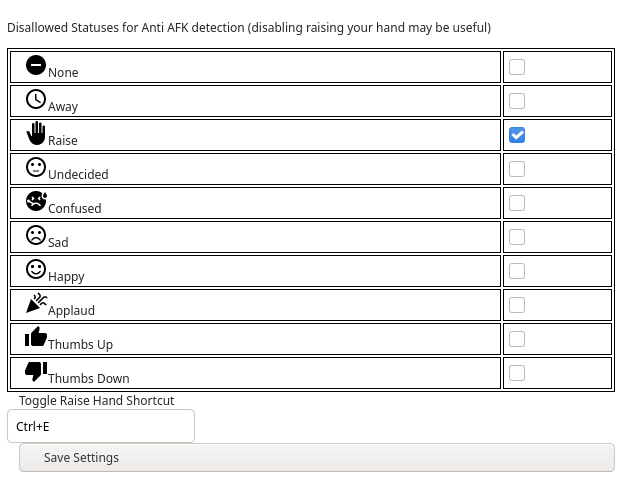 Disallowed Statuses for Anti AFK detection (disabling raising your hand may be useful)
None
Away
Raise
Undecided
Confused
Sad
Happy
Applaud
Thumbs Up
Thumbs Down
Toggle Raise Hand Shortcut
Ctrl+E
Save Settings